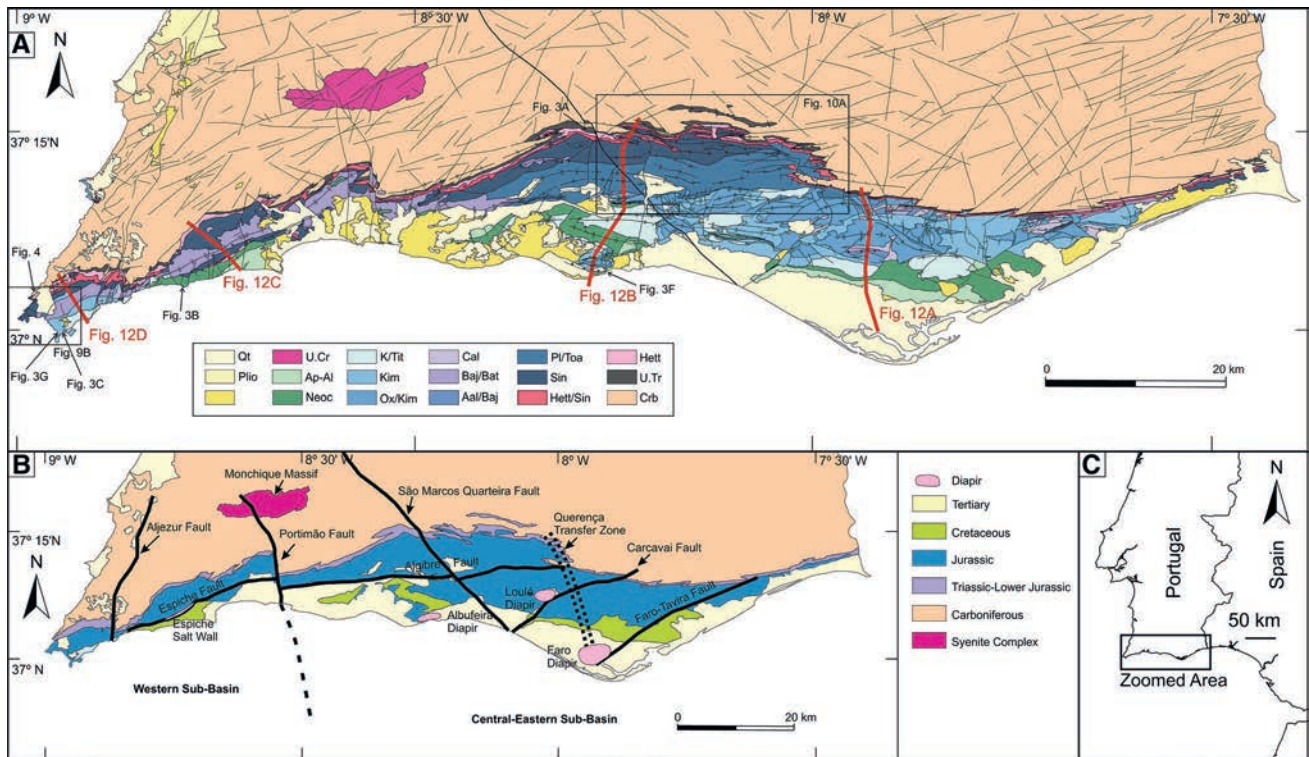 9° W
8° 30' W
8° W
7° 30' W
A
N
Fig. 3A
Fig. 10A
37° 15'
37° 15'N
Fig. 4
Fig. 12C
Fig. 12B
Fig. 3F
Fig. 12A
Fig. 3B
Fig. 12D
37° N
Fig. 9B
Fig. 3G
Fig. 3C
Qt
U.Cr
K/Tit
Cal
Pl/Toa
Hett
Plio
Ap-Al
Kim
Baj/Bat
Sin
U.Tr
Neoc
Ox/Kim
Aal/Baj
Hett/Sin
Crb
0
20 km
B
9° W
8° 30' W
8° W
7° 30' W
Monchique Massif
São Marcos Quarteira Fault
Aljezur Fault
Portimão Fault
Querença
Transfer Zone
37° 15'N
N
Carcavai Fault
Algibre Fault
Espiche Fault
Loulé
Diapir
Faro-Tavira Fault
Espiche
Salt Wall
Albufeira
Diapir
Faro
Diapir
37° N
Western Sub-Basin
Central-Eastern Sub-Basin
0
20 km
Diapir
Tertiary
Cretaceous
Jurassic
Triassic-Lower Jurassic
Carboniferous
Syenite Complex
C
N
Portugal
Spain
50 km
Zoomed Area